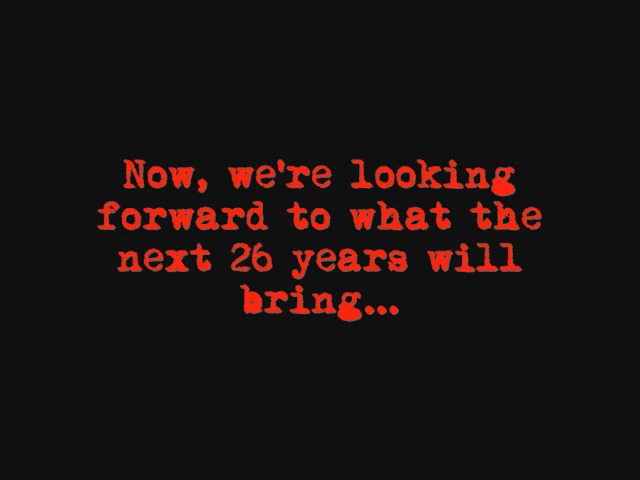 Now, we're looking
forward to what the
next 26 years will
bring...